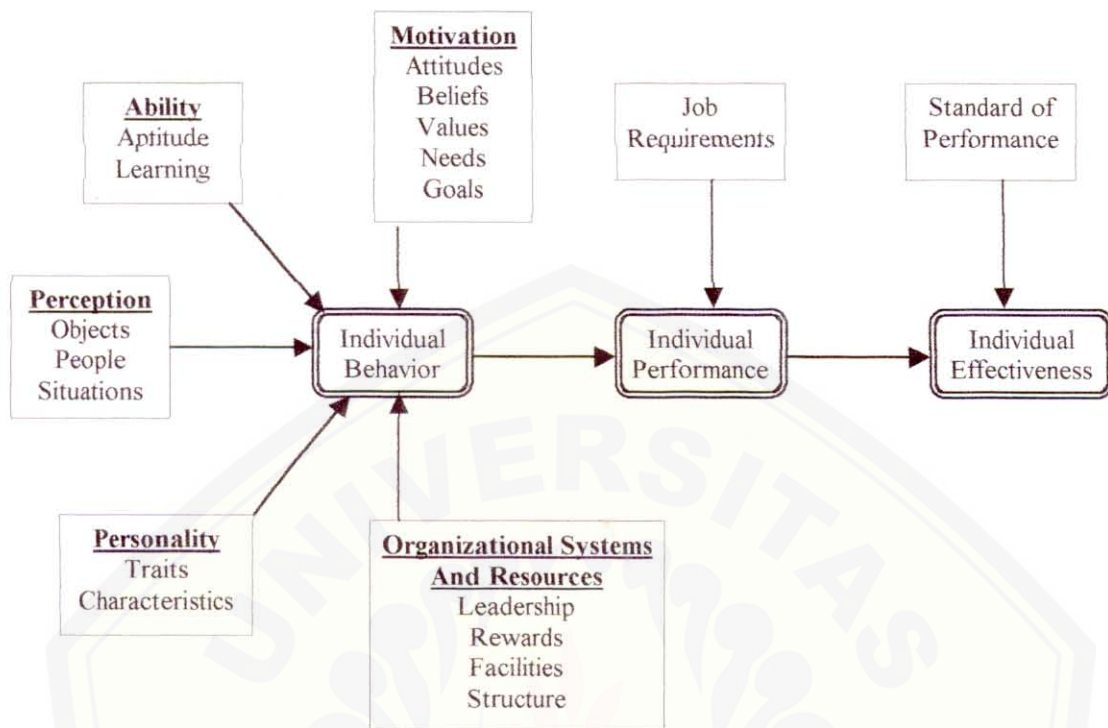 Motivation
Attitudes
Beliefs
Values
Needs
Goals
Ability
Aptitude
Learning
Job
Requirements
Standard of
Performance
Perception
Objects
People
Situations
Individual
Behavior
Individual
Performance
Individual
Effectiveness
Personality
Traits
Characteristics
Organizational Systems
And Resources
Leadership
Rewards
Facilities
Structure
UNIVERSITAS